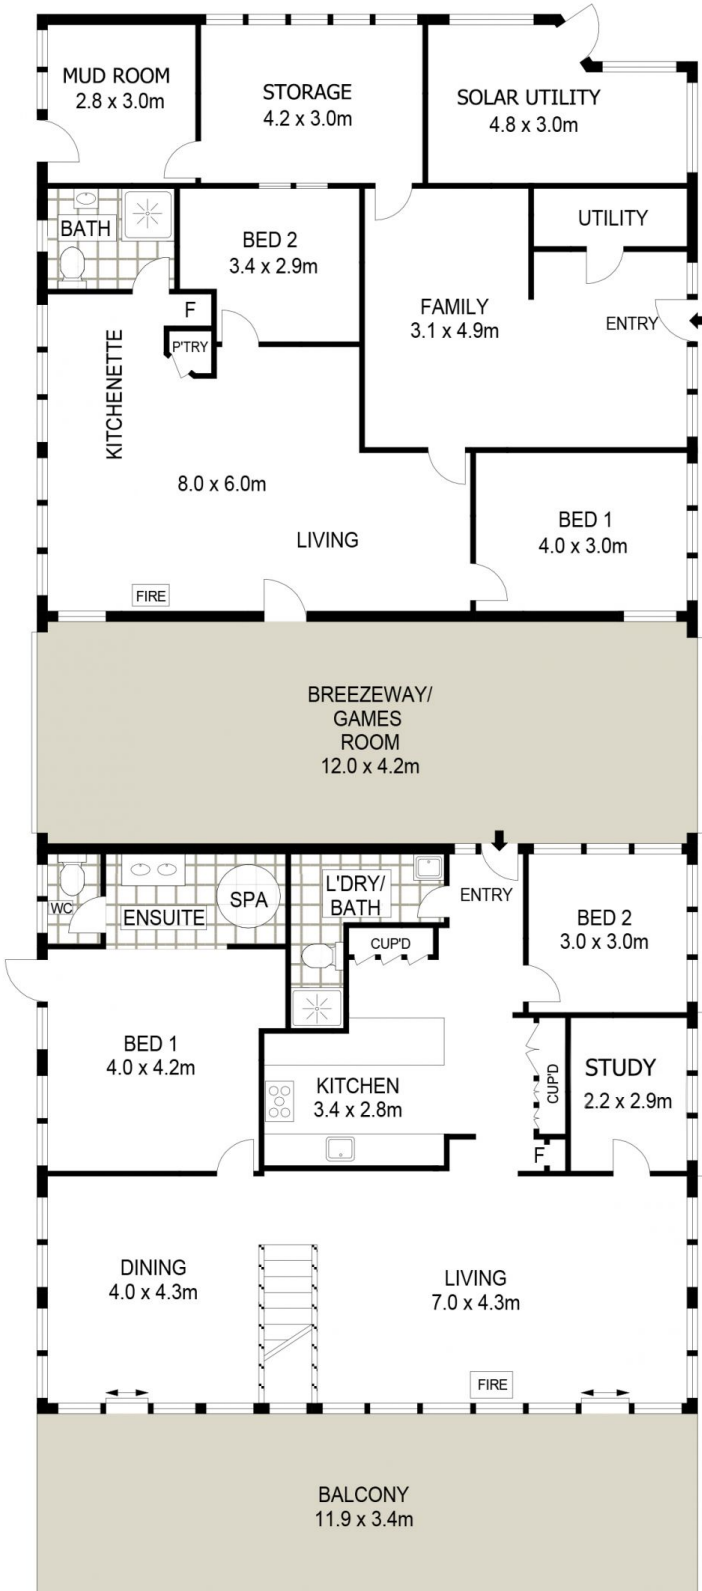 MUD ROOM
2.8 x 3.0m
STORAGE
4.2 x 3.0m
SOLAR UTILITY
4.8 x 3.0m
BATH
BED 2
3.4 x 2.9m
UTILITY
F
FAMILY
3.1 x 4.9m
ENTRY
P'TRY
KITCHENETTE
8.0 x 6.0m
LIVING
BED 1
4.0 x 3.0m
FIRE
BREEZEWAY/
GAMES
ROOM
12.0 x 4.2m
WC
ENSUITE
SPA
L'DRY/
BATH
ENTRY
BED 2
3.0 x 3.0m
CUP'D
BED 1
4.0 x 4.2m
KITCHEN
3.4 x 2.8m
CUP'D
STUDY
2.2 x 2.9m
F
DINING
4.0 x 4.3m
LIVING
7.0 x 4.3m
FIRE
BALCONY
11.9 x 3.4m